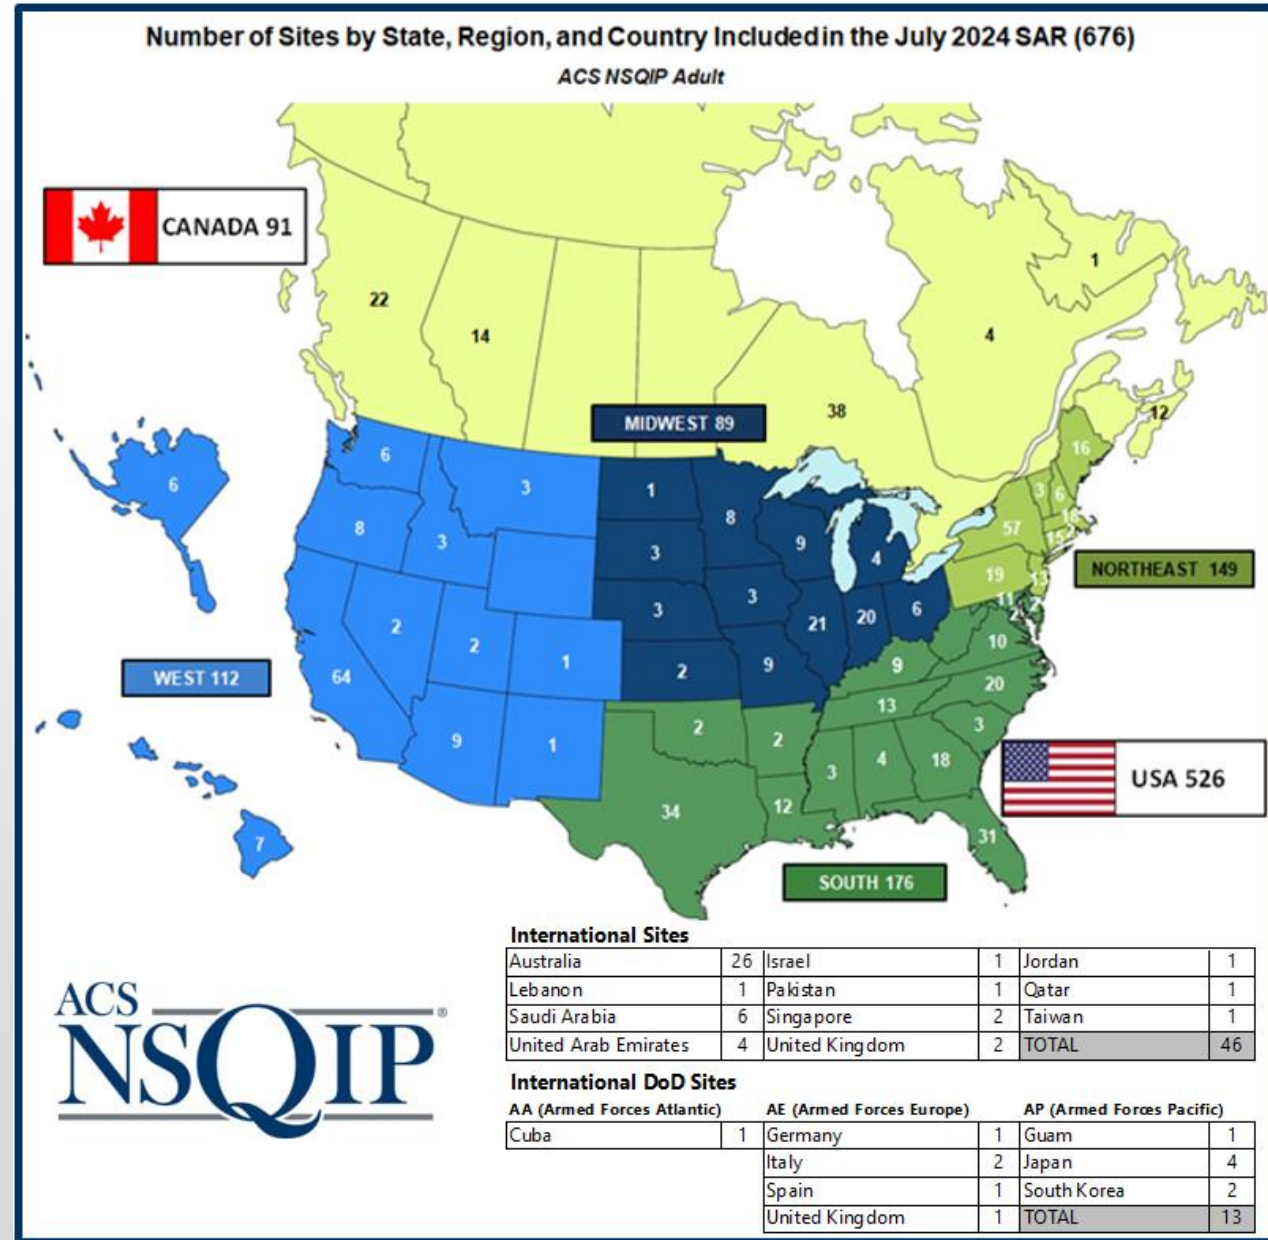 Number of Sites by State, Region, and Country Included in the July 2024 SAR (676)
ACS NSQIP Adult
CANADA 91
1
22
14
4
38
12
MIDWEST 89
16
6
6
3
1
8
3
6
57
18
15
2
8
3
3
9
4
NORTHEAST 149
19
13
3
3
21
20
6
11
2
2
1
2
2
1
2
9
9
10
WEST 112
64
13
20
9
1
2
2
3
4
18
3
USA 526
34
12
31
7
SOUTH 176
International Sites
Australia 26 Israel 1 Jordan 1
Lebanon 1 Pakistan 1 Qatar 1
Saudi Arabia 6 Singapore 2 Taiwan 1
United Arab Emirates 4 United Kingdom 2 TOTAL 46
ACS
NSQIP®
International DoD Sites
AA (Armed Forces Atlantic) AE (Armed Forces Europe) AP (Armed Forces Pacific)
Cuba 1 Germany 1 Guam 1
Italy 2 Japan 4
Spain 1 South Korea 2
United Kingdom 1 TOTAL 13